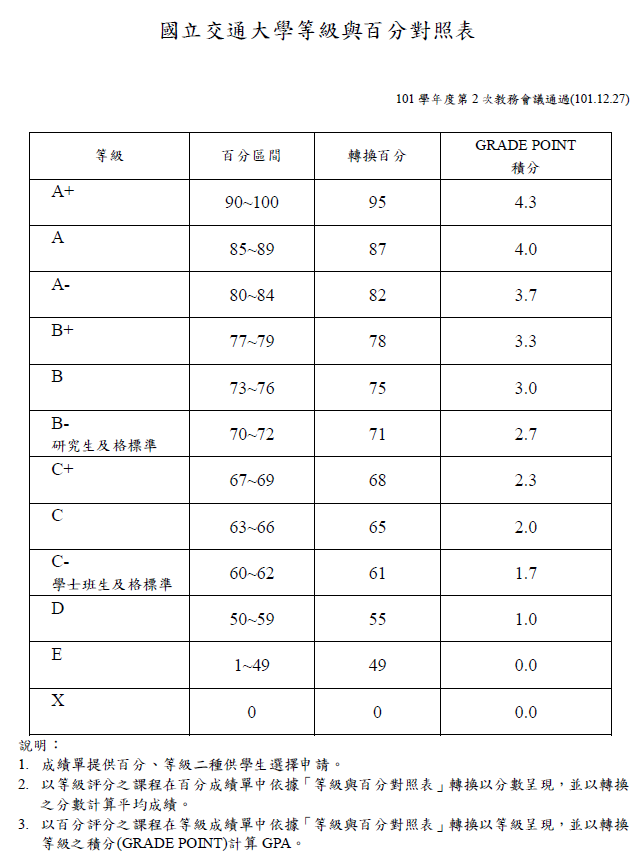 國立交通大學等級與百分對照表
101 學年度第 2 次教務會議通過(101.12.27)
等級 百分區間 轉換百分 GRADE POINT
積分
A+ 90~100 95 4.3
A 85~89 87 4.0
A- 80~84 82 3.7
B+ 77~79 78 3.3
B 73~76 75 3.0
B- 70~72 71 2.7
研究生及格標準
C+ 67~69 68 2.3
C 63~66 65 2.0
C- 60~62 61 1.7
學士班生及格標準
D 50~59 55 1.0
E 1~49 49 0.0
X 0 0 0.0
說明：
1. 成績單提供百分、等級二種供學生選擇申請。
2. 以等級評分之課程在百分成績單中依據「等級與百分對照表」轉換以分數呈現，並以轉換
之分數計算平均成績。
3. 以百分評分之課程在等級成績單中依據「等級與百分對照表」轉換以等級呈現，並以轉換
等級之積分(GRADE POINT)計算 GPA。